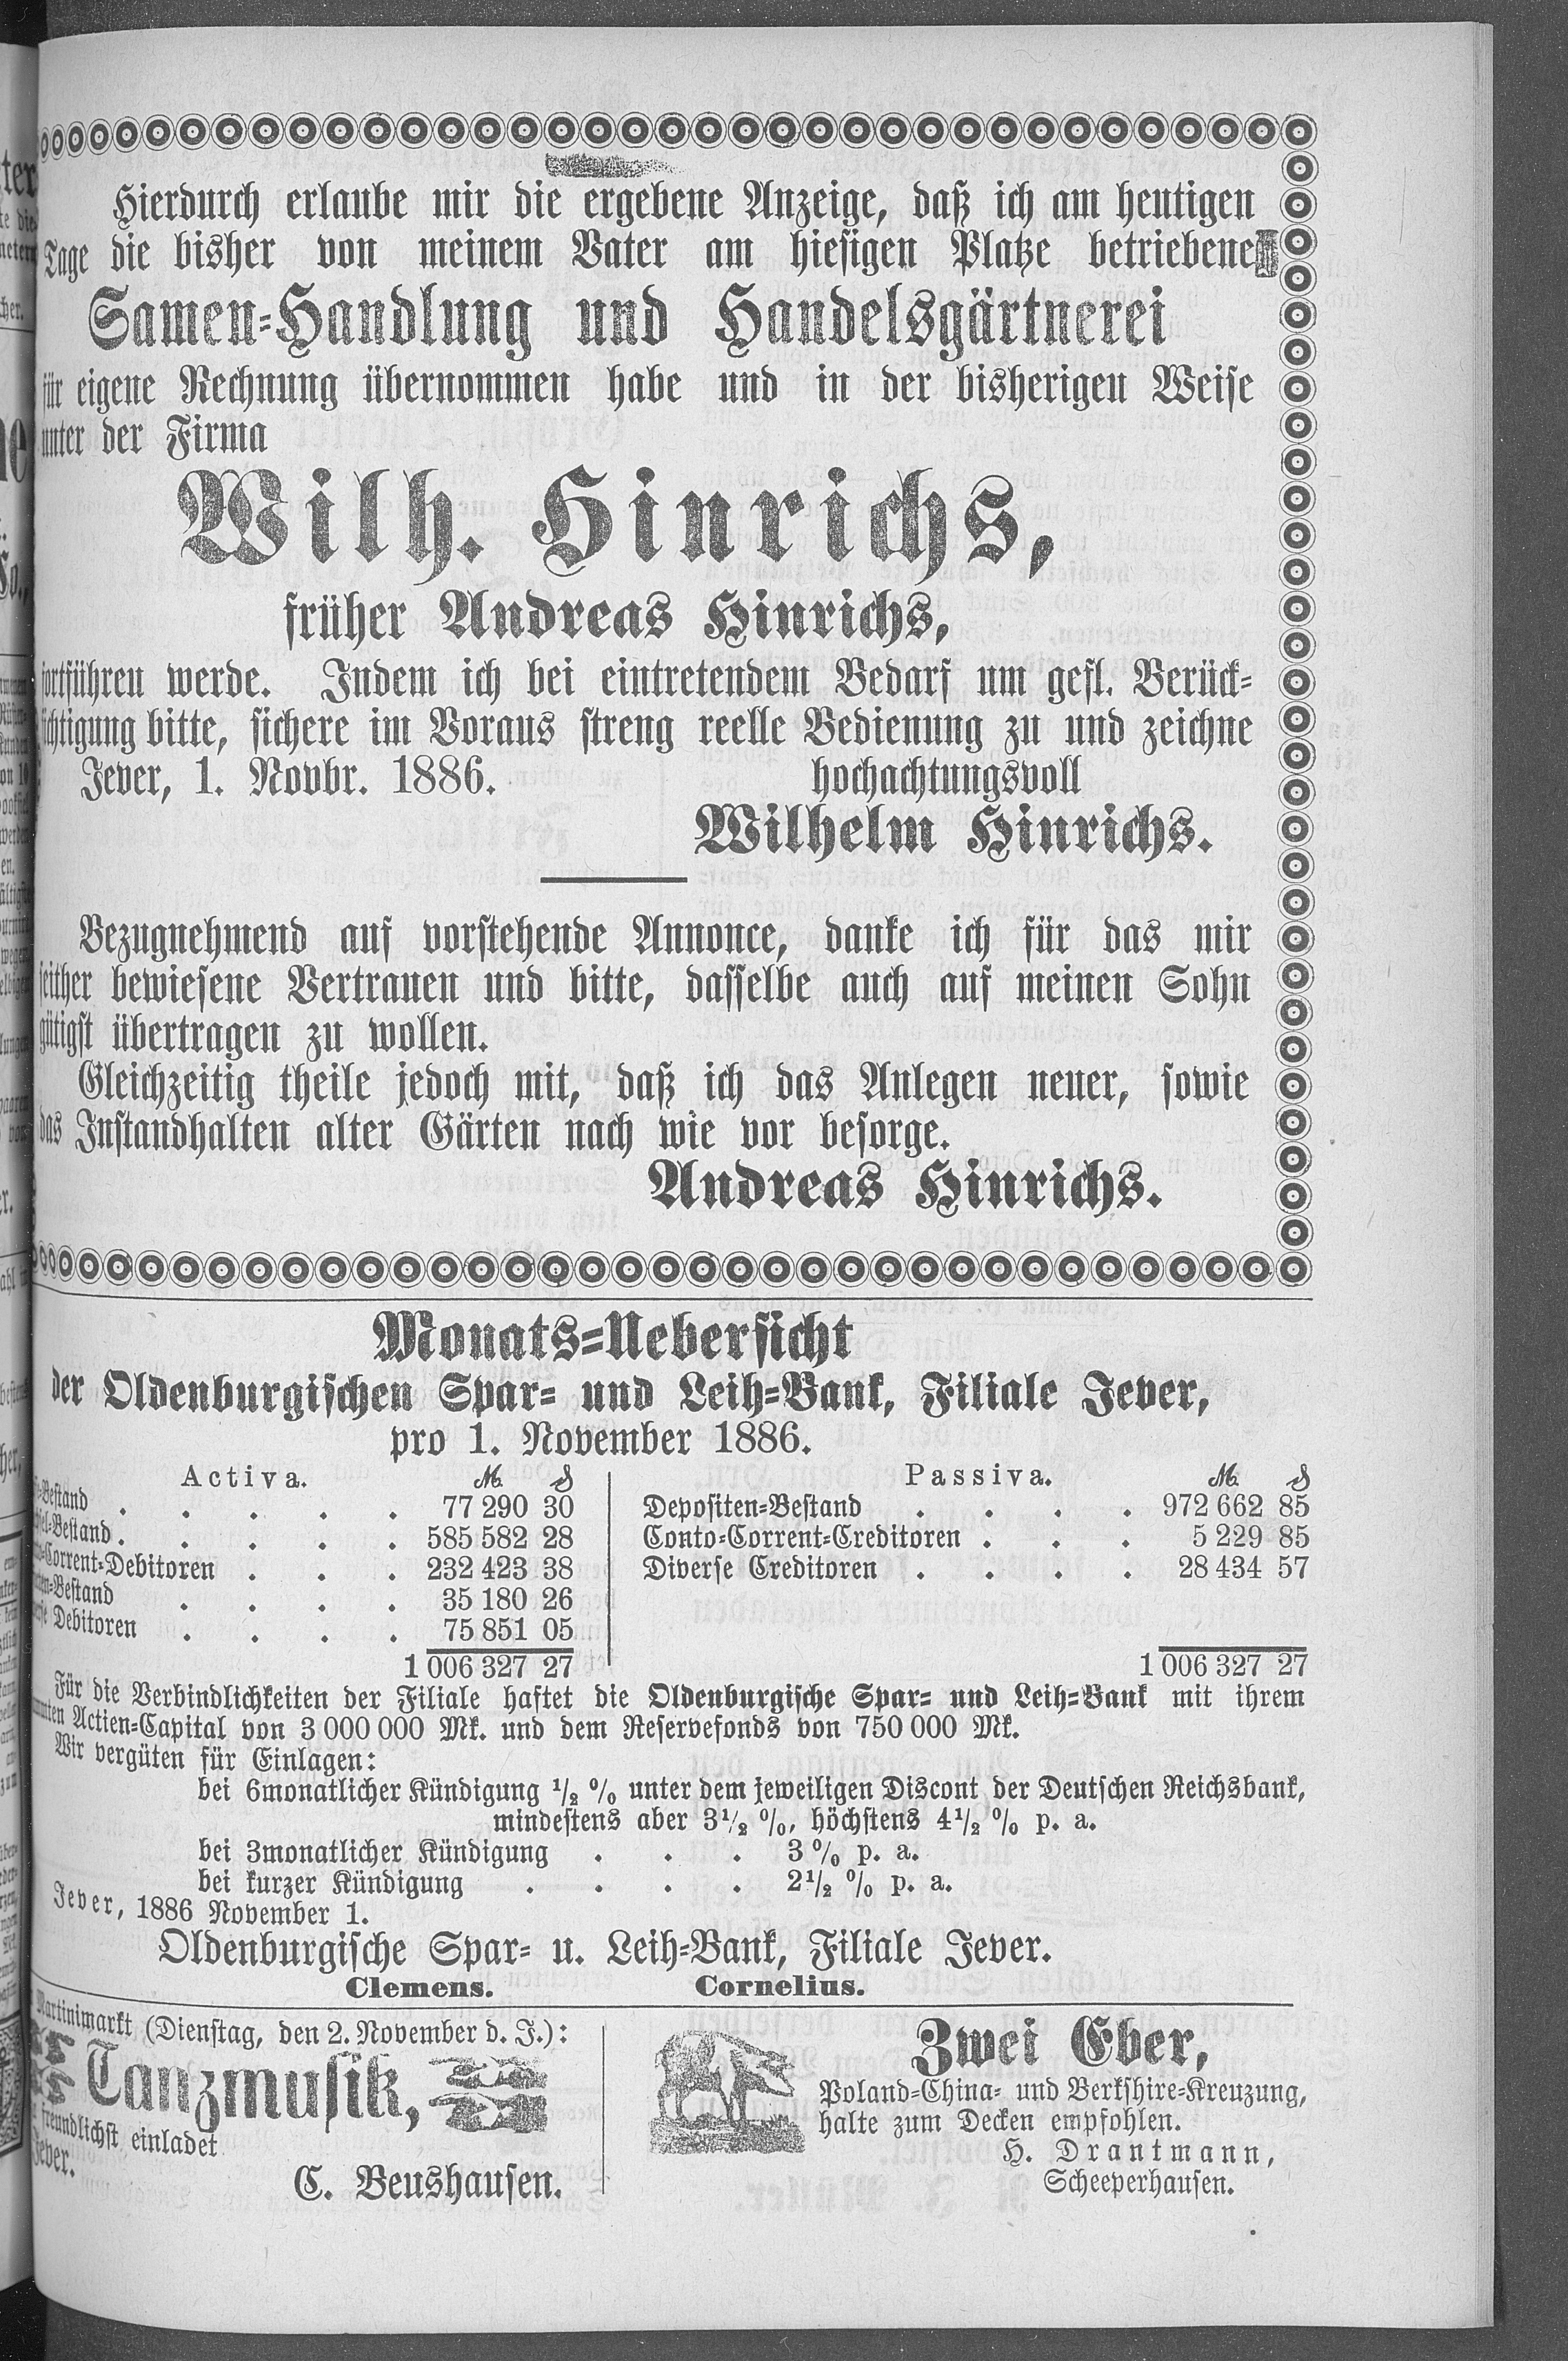 Hierdurch erlaube mir die ergebene Anzeige, daß ich am heutigen
Tage die bisher von meinem Vater am hiesigen Platze betriebene
Samen-Handlung und Handelsgärtnerei
für eigene Rechnung übernommen habe und in der bisherigen Weise
unter der Firma
Wilh. Hinrichs,
früher Andreas Hinrichs,
fortführen werde. Indem ich bei eintretendem Bedarf um gefl. Berück-
sichtigung bitte, sichere im Voraus streng reelle Bedienung zu und zeichne
Jever, 1. Novbr. 1886. hochachtungsvoll
Wilhelm Hinrichs.
Bezugnehmend auf vorstehende Annonce, danke ich für das mir
seither bewiesene Vertrauen und bitte, dasselbe auch auf meinen Sohn
gütigst übertragen zu wollen.
Gleichzeitig theile jedoch mit, daß ich das Anlegen neuer, sowie
das Instandhalten alter Gärten nach wie vor besorge.
Andreas Hinrichs.
Monats-Uebersicht
der Oldenburgischen Spar- und Leih-Bank, Filiale Jever,
pro 1. November 1886.
Activa. M. ₰
-Bestand . . . . . 77 290 30
-Bestand . . . . . 585 582 28
-Corrent-Debitoren . . . 232 423 38
-Bestand . . . . 35 180 26
Debitoren . . . . 75 851 05
1 006 327 27
Passiva. M. ₰
Depositen-Bestand . . . . 972 662 85
Conto-Corrent-Creditoren . . . 5 229 85
Diverse Creditoren . . . . 28 434 57
1 006 327 27
Für die Verbindlichkeiten der Filiale haftet die Oldenburgische Spar- und Leih-Bank mit ihrem
Actien-Capital von 3 000 000 Mk. und dem Reservefonds von 750 000 Mk.
Wir vergüten für Einlagen:
bei 6monatlicher Kündigung 1/2 % unter dem jeweiligen Discont der Deutschen Reichsbank,
mindestens aber 3 1/2 %, höchstens 4 1/2 % p. a.
bei 3monatlicher Kündigung . . . 3 % p. a.
bei kurzer Kündigung . . . . 2 1/2 % p. a.
Jever, 1886 November 1.
Oldenburgische Spar- u. Leih-Bank, Filiale Jever.
Clemens. Cornelius.
Martinimarkt (Dienstag, den 2. November d. J.):
Tanzmusik,
freundlichst einladet
Jever.
C. Beushausen.
Zwei Eber,
Poland-China- und Berkshire-Kreuzung,
halte zum Decken empfohlen.
H. Drantmann,
Scheeperhausen.